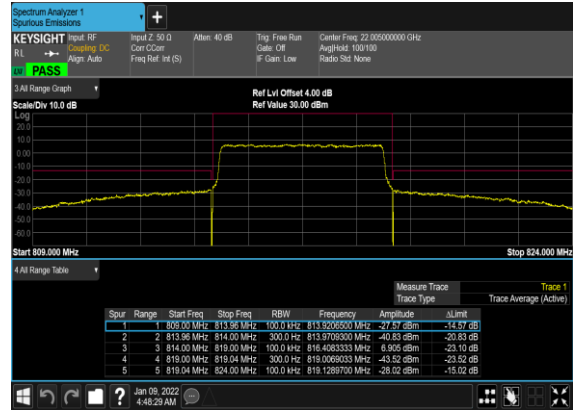 Spectrum Analyzer 1
Spurious Emissions
+
KEYSIGHT Input: RF Input Z: 50 Ω Atten: 40 dB Trig: Free Run Center Freq: 22.005000000 GHz
RL Coupling: DC Corr CCorr Gate: Off Avg|Hold: 100/100
Align: Auto Freq Ref: Int (S) IF Gain: Low Radio Std: None
PASS
3 All Range Graph
Ref Lvl Offset 4.00 dB
Scale/Div 10.0 dB Ref Value 30.00 dBm
Log
20.0
10.0
0.00
-10.0
-20.0
-30.0
-40.0
-50.0
-60.0
Start 809.000 MHz Stop 824.000 MHz
4 All Range Table
Measure Trace Trace 1
Trace Type Trace Average (Active)
Spur Range Start Freq Stop Freq RBW Frequency Amplitude ΔLimit
1 1 809.00 MHz 813.96 MHz 100.0 kHz 813.9206500 MHz -27.57 dBm -14.57 dB
2 2 813.96 MHz 814.00 MHz 300.0 Hz 813.9709300 MHz -40.83 dBm -20.83 dB
3 3 814.00 MHz 819.00 MHz 100.0 kHz 816.4083333 MHz 6.905 dBm -23.10 dB
4 4 819.00 MHz 819.04 MHz 300.0 Hz 819.0069033 MHz -43.52 dBm -23.52 dB
5 5 819.04 MHz 824.00 MHz 100.0 kHz 819.1289700 MHz -28.02 dBm -15.02 dB
? Jan 09, 2022
4:48:29 AM